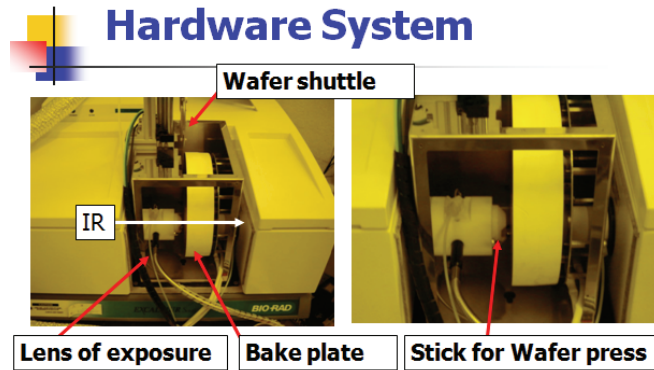 Hardware System
Wafer shuttle
IR
BIO-RAD
Lens of exposure
Bake plate
Stick for Wafer press